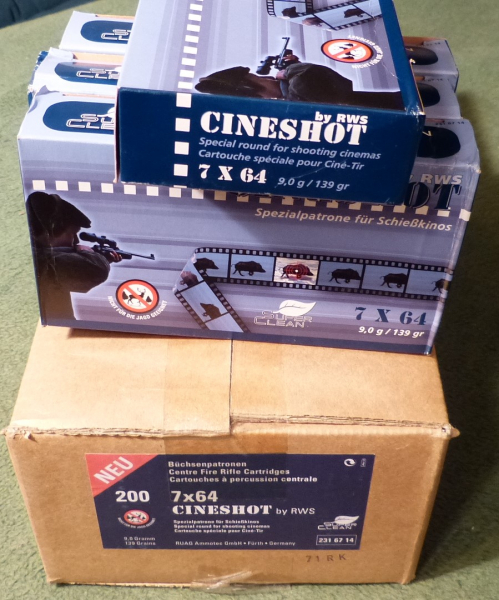 by RWS
CINESHOT
Special round for shooting cinemas
Cartouche spéciale pour Ciné-Tir
7 X 64
9,0 g / 139 gr
CLEAN
RWS
Spezialpatrone für Schießkinos
SUPER
CLEAN
7 X 64
9,0 g / 139 gr
NEU
Büchsenpatronen
Centre Fire Rifle Cartridges
Cartouches à percussion centrale
200
7x64
CINESHOT by RWS
Spezialpatrone für Schießkinos
Special round for shooting cinemas
Cartouche spéciale pour Ciné-Tir
9,0 Gramm
139 Grains
RUAG Ammotec GmbH • Fürth • Germany
SUPER
CLEAN
231 67 14
71 RK